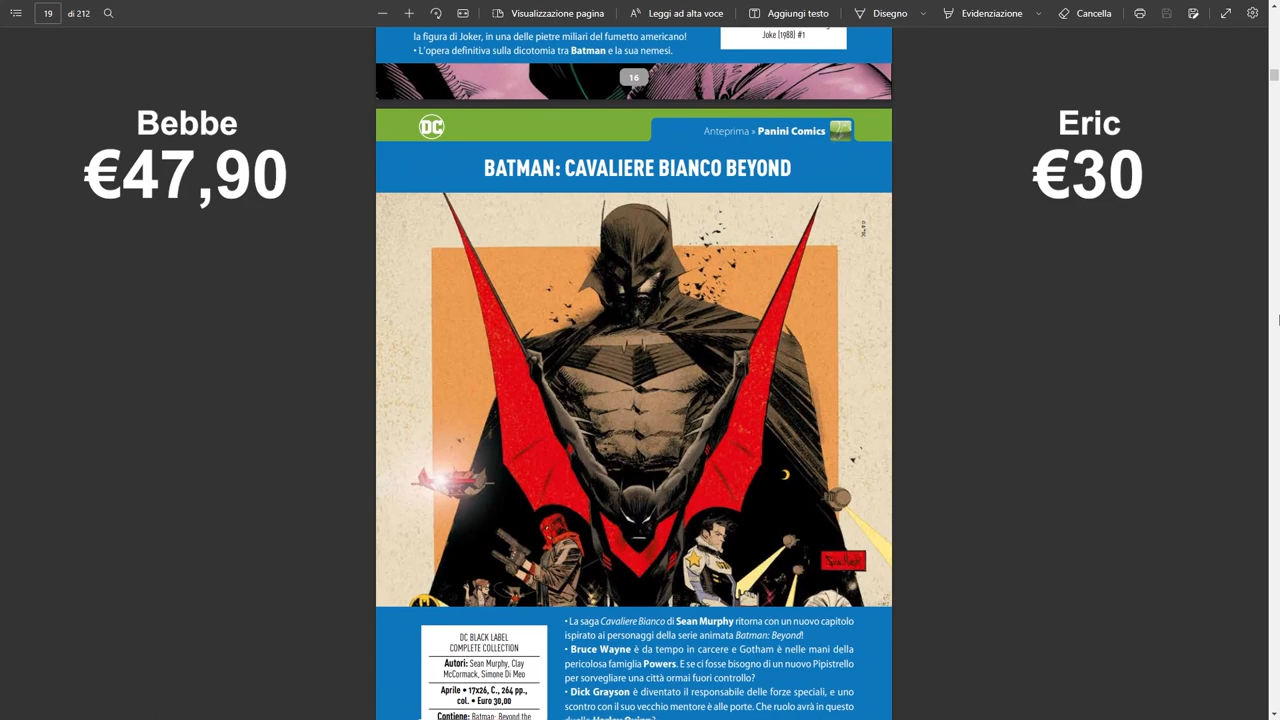 19
di 212
Leggi ad alta voce
Aggiungi testo
Disegno
Evidenziazione
Cancella
la figura di Joker, in una delle pietre miliari del fumetto americano!
• L'opera definitiva sulla dicotomia tra Batman e la sua nemesi.
Joke (1988) #1
16
Bebbe
€47,90
Eric
€30
DC
Anteprima » Panini Comics
BATMAN: CAVALIERE BIANCO BEYOND
DC BLACK LABEL
COMPLETE COLLECTION
Autori: Sean Murphy, Clay
McCormack, Simone Di Meo
Aprile • 17x26, C., 264 pp.,
col. • Euro 30,00
Contiene: Batman: Beyond the
• La saga Cavaliere Bianco di Sean Murphy ritorna con un nuovo capitolo
ispirato ai personaggi della serie animata Batman: Beyond!
• Bruce Wayne è da tempo in carcere e Gotham è nelle mani della
pericolosa famiglia Powers. E se ci fosse bisogno di un nuovo Pipistrello
per sorvegliare una città ormai fuori controllo?
• Dick Grayson è diventato il responsabile delle forze speciali, e uno
scontro con il suo vecchio mentore è alle porte. Che ruolo avrà in questo
duello Harley Quinn?